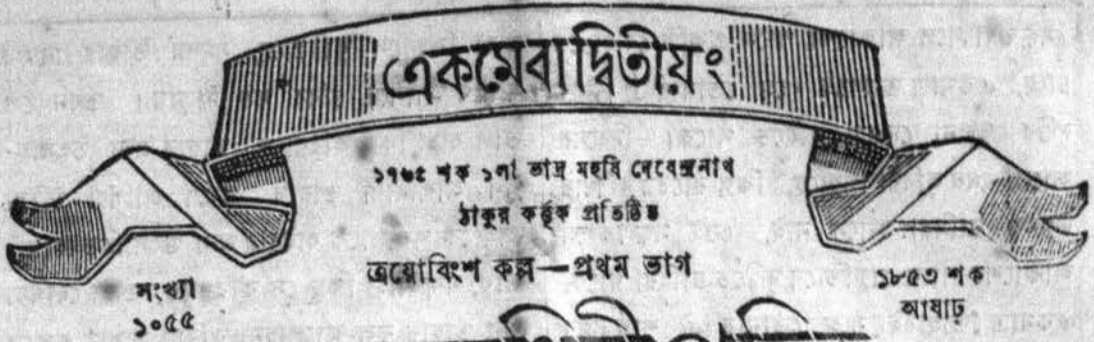 একমেবাদ্বিতীয়ং
১৭৬৫ শক ১লা ভাদ্র মহর্ষি দেবেন্দ্রনাথ
ঠাকুর কর্তৃক প্রতিষ্ঠিত
ত্রয়োবিংশ কল্প—প্রথম ভাগ
সংখ্যা
১০৫৫
১৮৫৩ শক
আষাঢ়